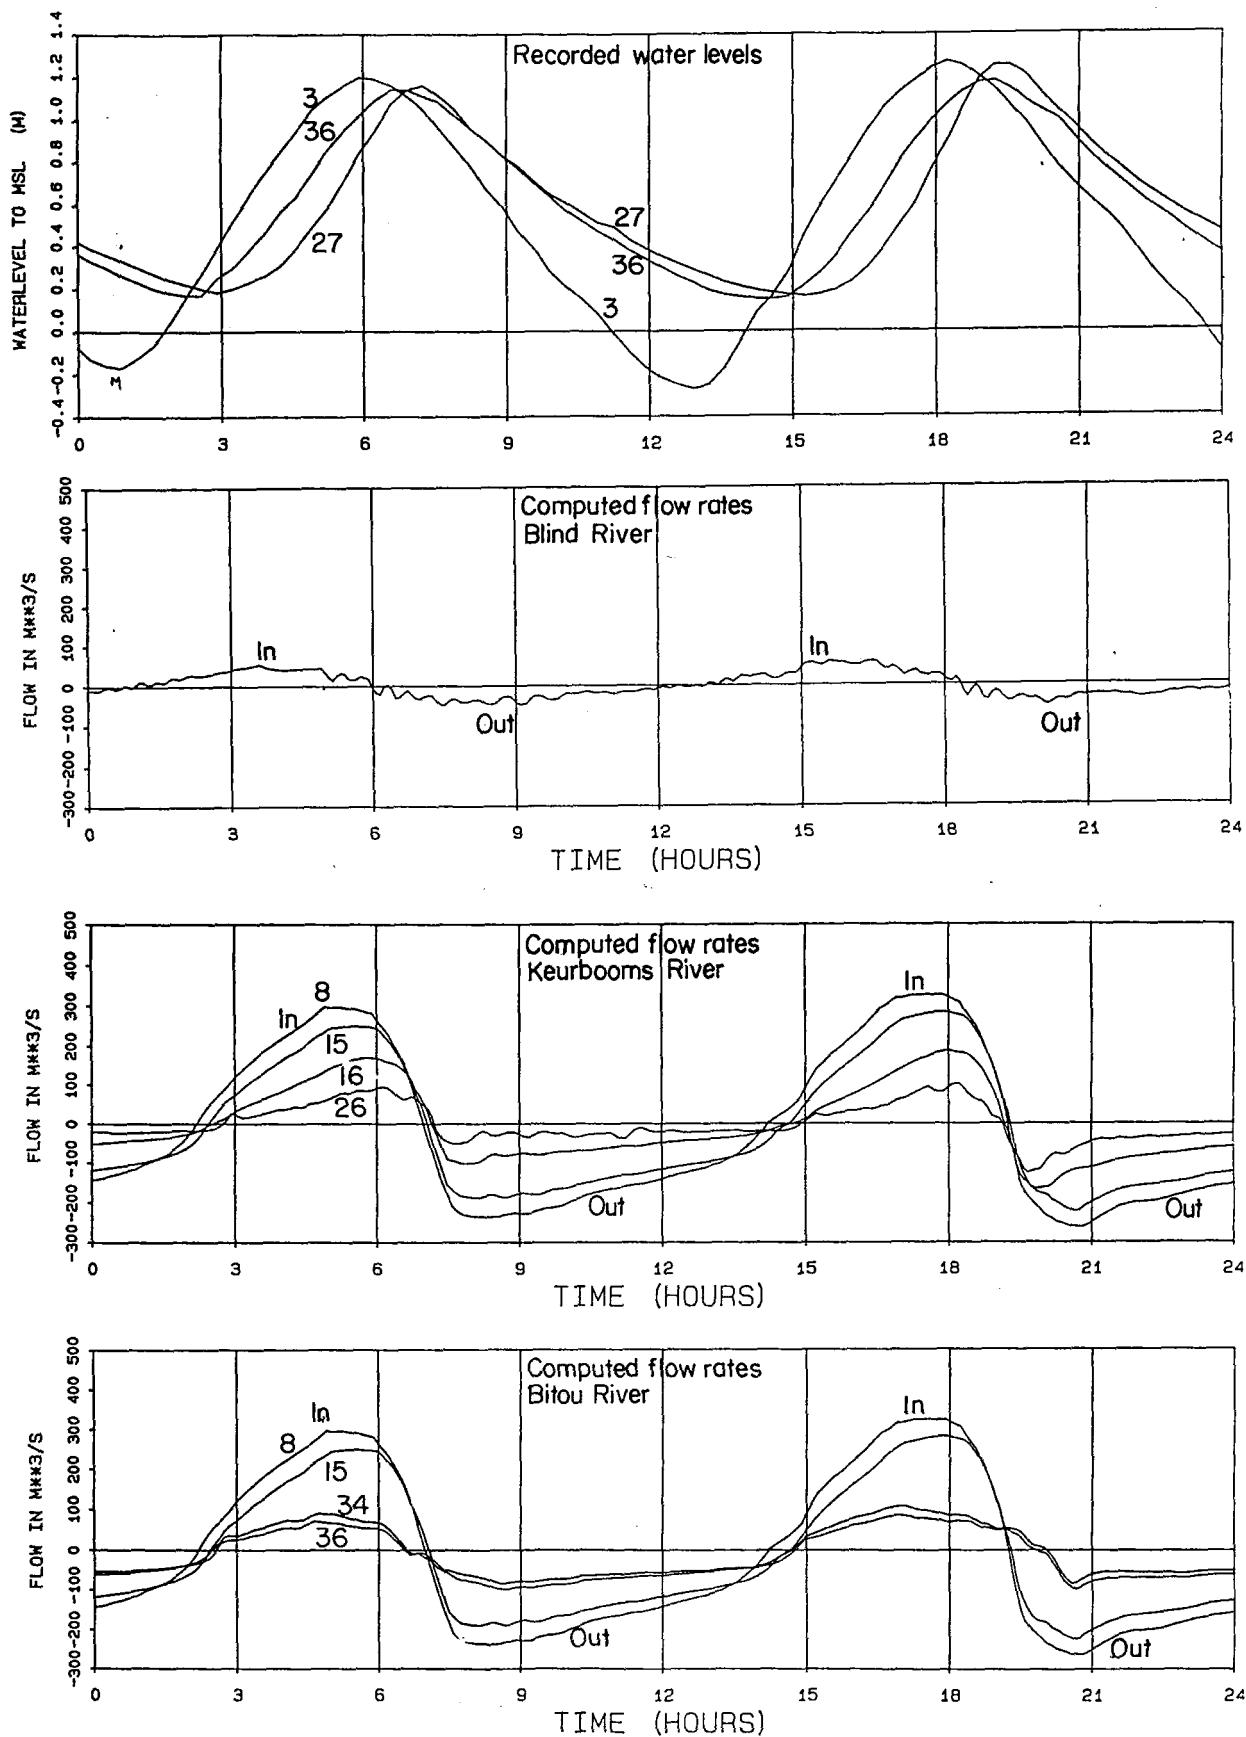 Recorded water levels
WATERLEVEL TO MSL (M)
1.4
1.2
1.0
0.8
0.6
0.4
0.2
0.0
-0.2
-0.4
3
36
27
27
36
3
M
0 3 6 9 12 15 18 21 24
Computed flow rates
Blind River
FLOW IN M**3/S
500
400
300
200
100
0
-100
-200
-300
In
Out
In
Out
0 3 6 9 12 15 18 21 24
TIME (HOURS)
Computed flow rates
Keurbooms River
FLOW IN M**3/S
500
400
300
200
100
0
-100
-200
-300
8
In
15
16
26
Out
In
Out
0 3 6 9 12 15 18 21 24
TIME (HOURS)
Computed flow rates
Bitou River
FLOW IN M**3/S
500
400
300
200
100
0
-100
-200
-300
In
8
15
34
36
Out
In
Out
0 3 6 9 12 15 18 21 24
TIME (HOURS)